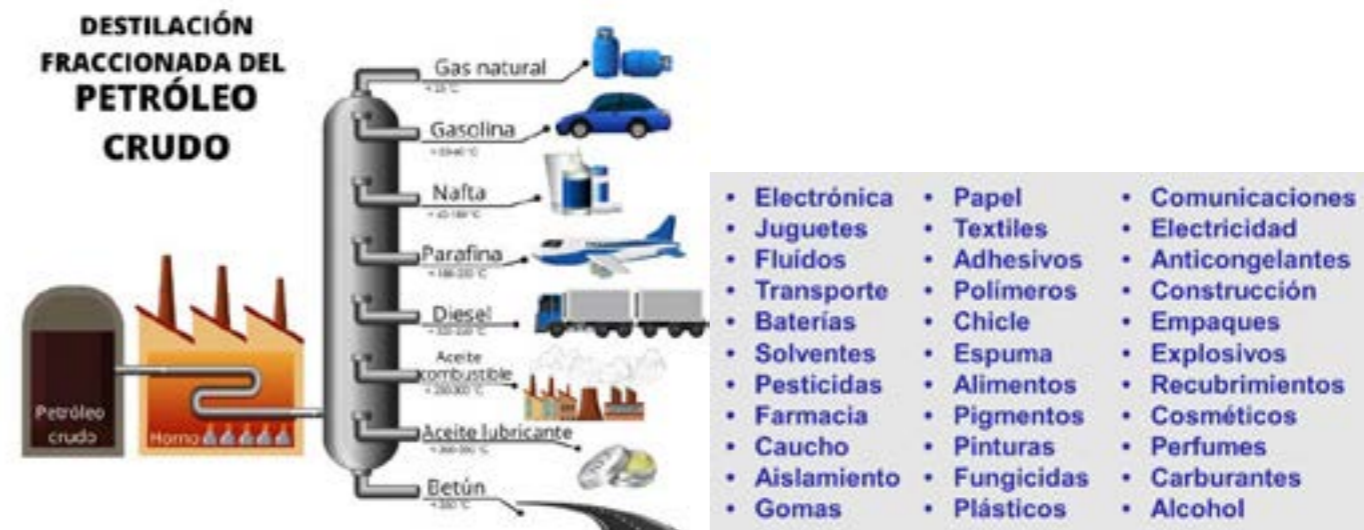 DESTILACIÓN
FRACCIONADA DEL
PETRÓLEO
CRUDO
Gas natural
Gasolina
Nafta
Parafina
Diesel
Aceite
combustible
Aceite lubricante
Betún
Petróleo
crudo
Horno
• Electrónica
• Juguetes
• Fluídos
• Transporte
• Baterías
• Solventes
• Pesticidas
• Farmacia
• Caucho
• Aislamiento
• Gomas
• Papel
• Textiles
• Adhesivos
• Polímeros
• Chicle
• Espuma
• Alimentos
• Pigmentos
• Pinturas
• Fungicidas
• Plásticos
• Comunicaciones
• Electricidad
• Anticongelantes
• Construcción
• Empaques
• Explosivos
• Recubrimientos
• Cosméticos
• Perfumes
• Carburantes
• Alcohol